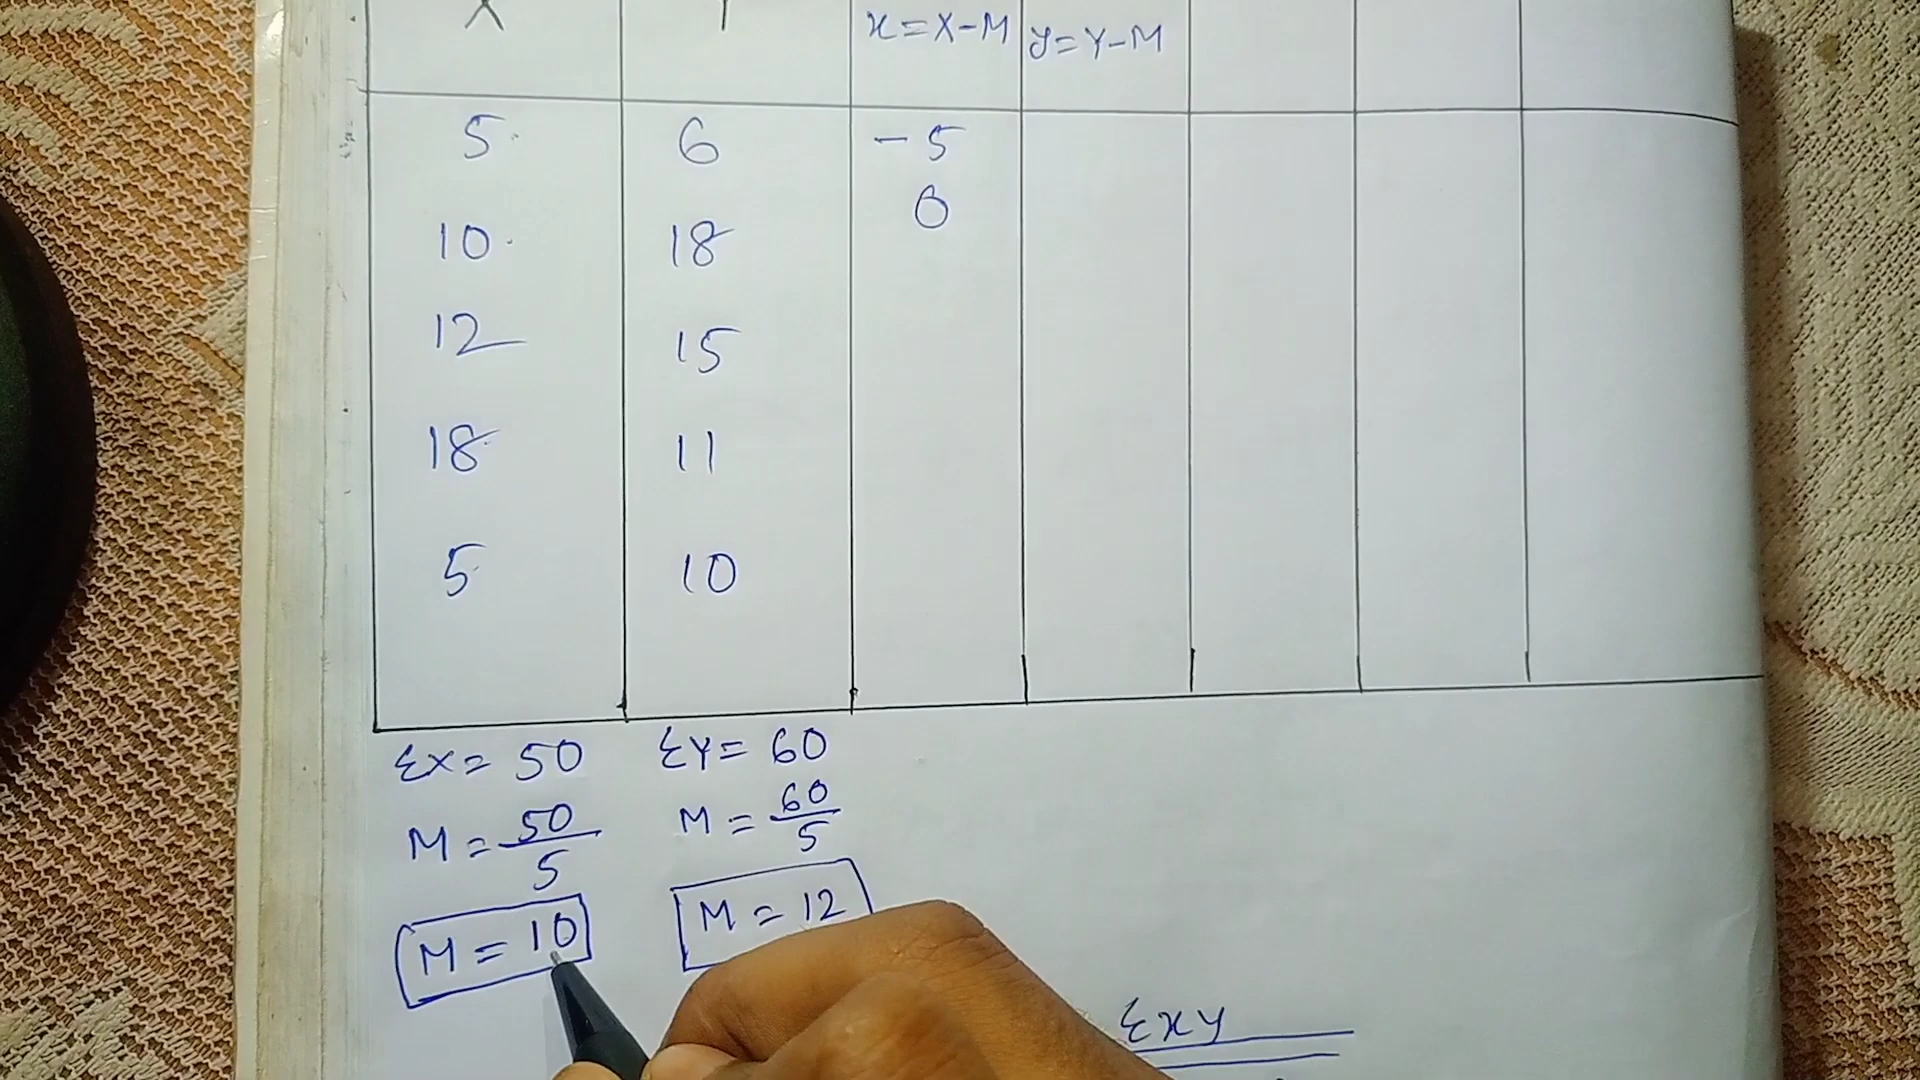 X Y x=X-M y=Y-M
5 6 -5
10 18 0
12 15
18 11
5 10
ΣX= 50 ΣY= 60
M=50/5 M=60/5
M=10 M=12
Σxy